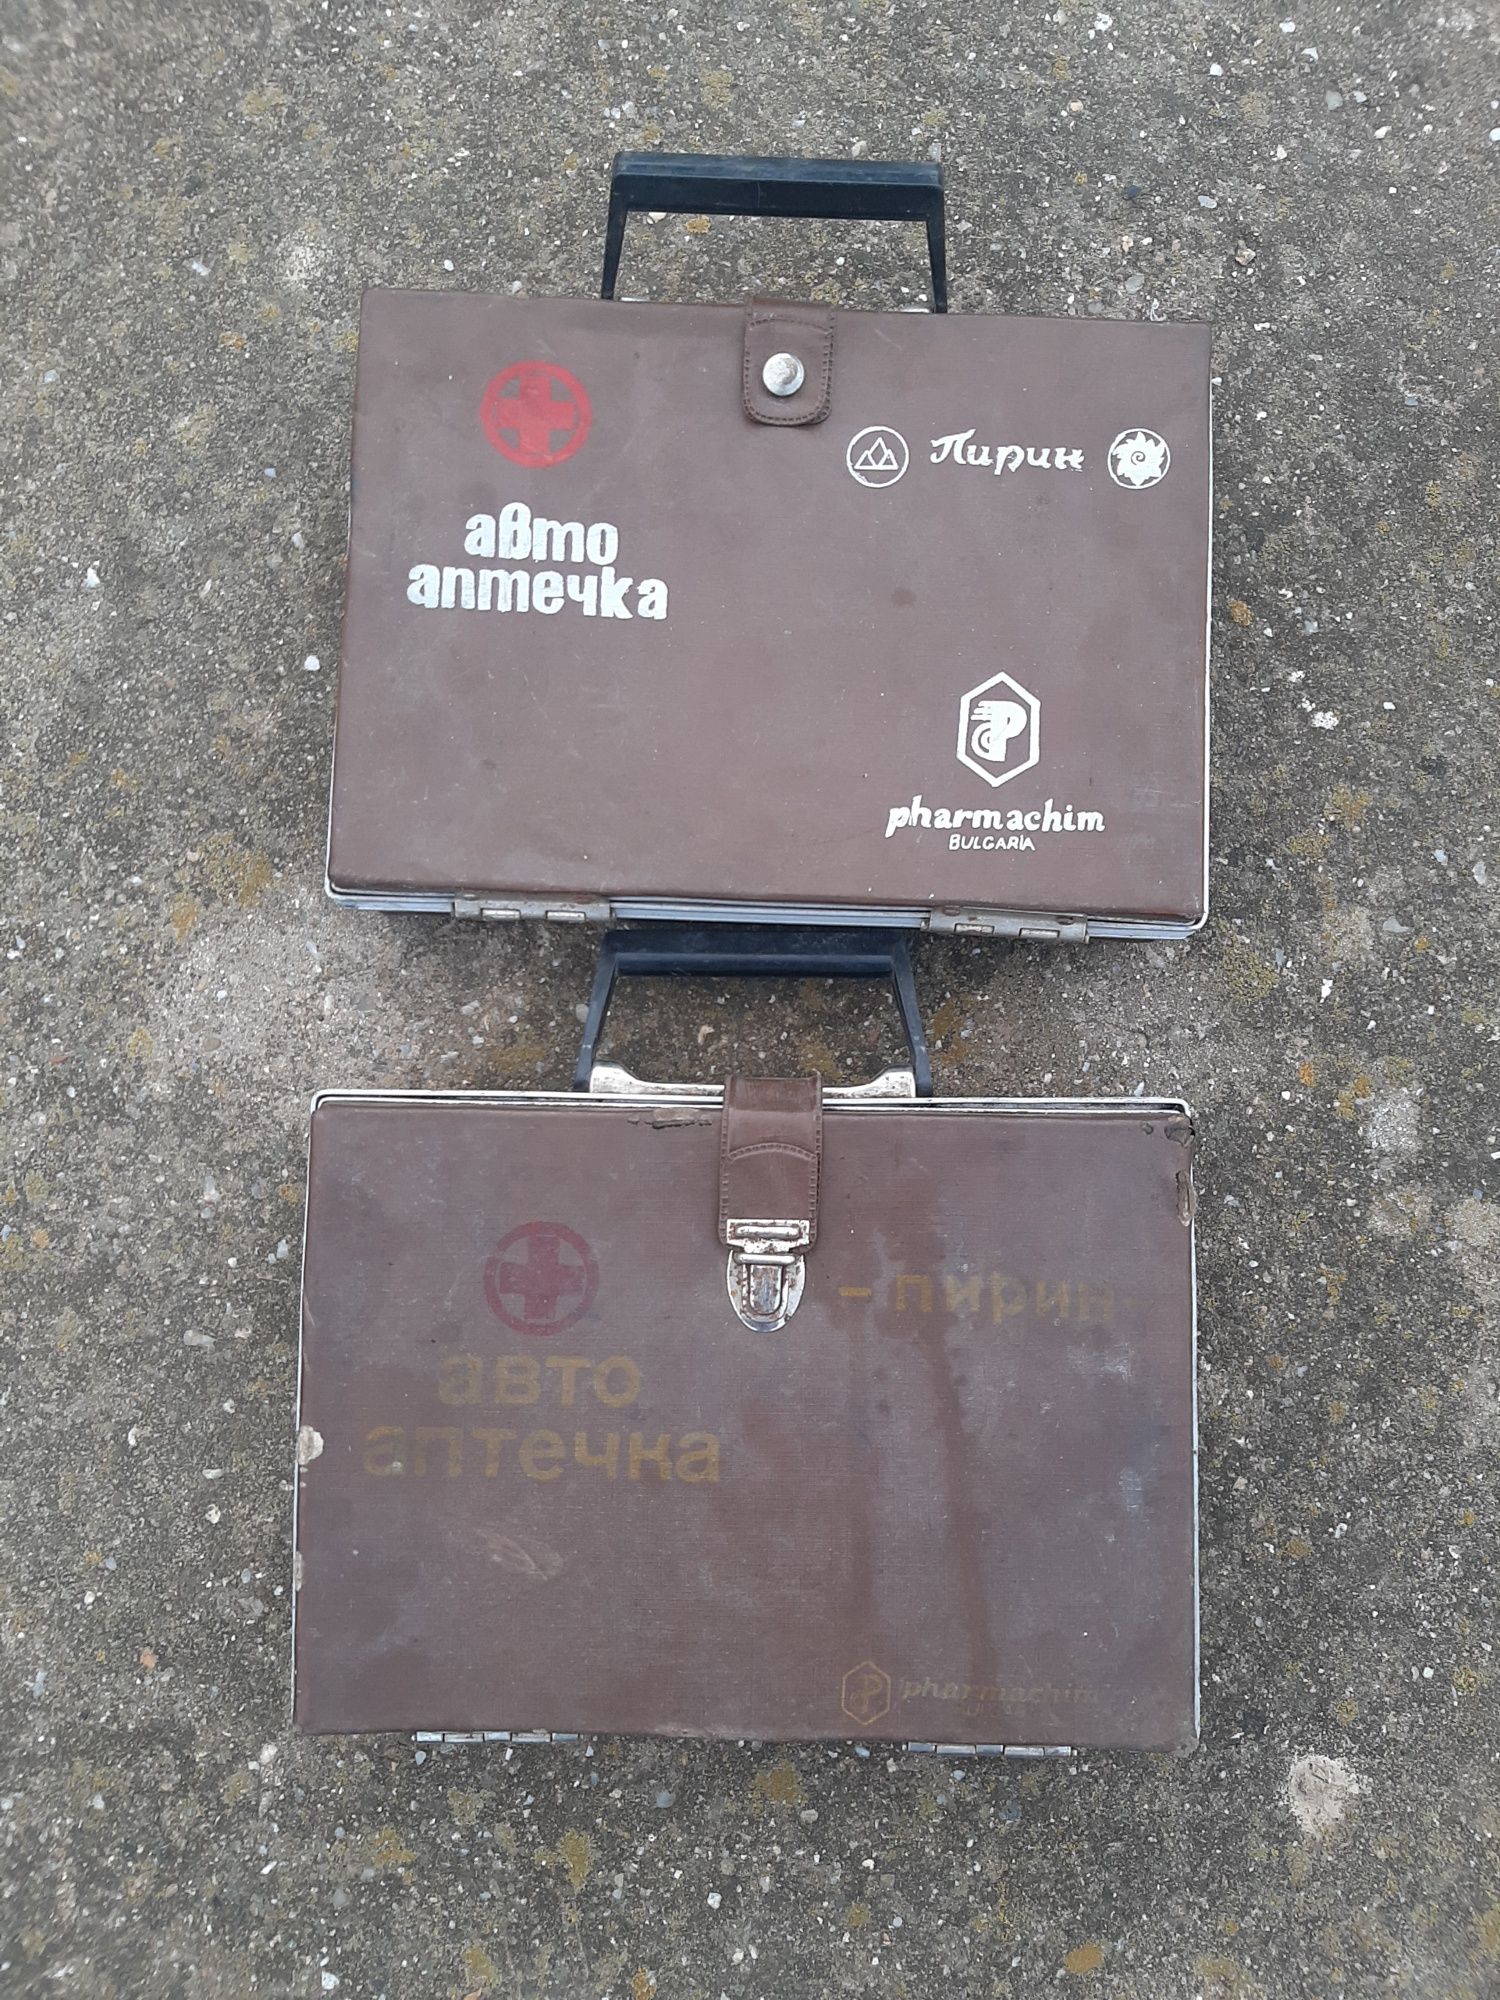 авто
аптечка
Пирин
pharmachim
BULGARIA
- пирин -
авто
аптечка
pharmachim